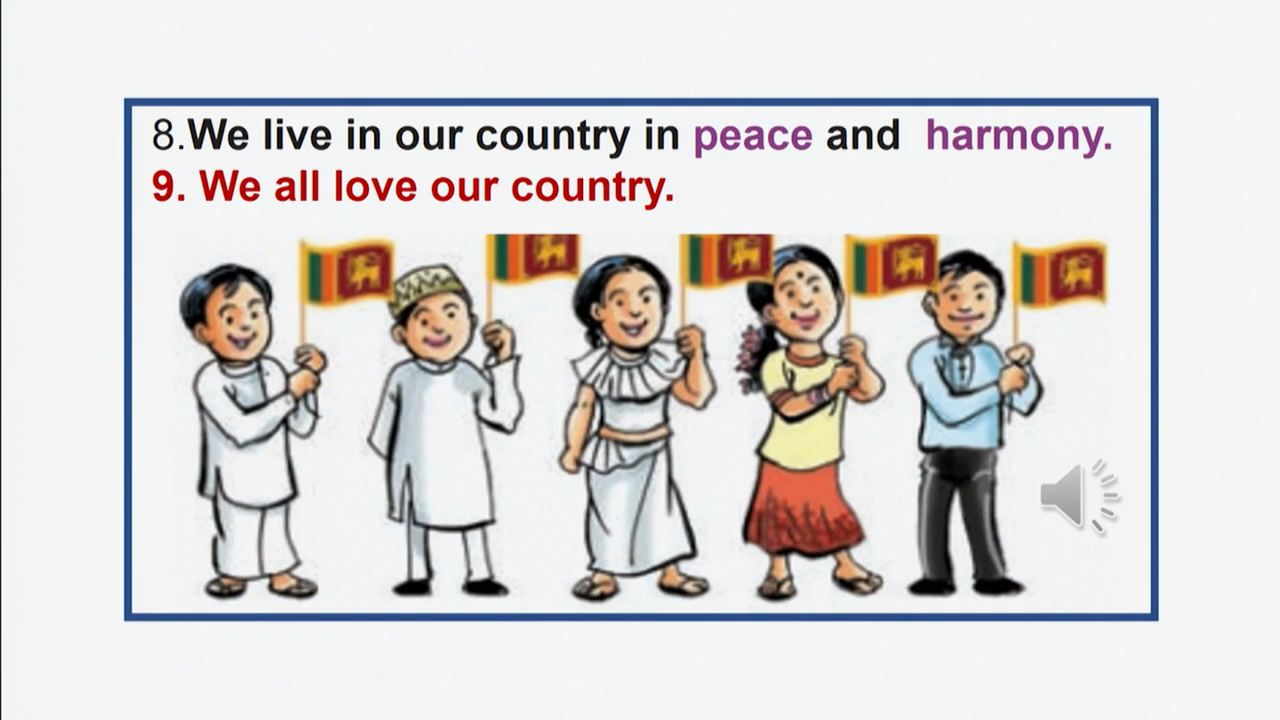 8.We live in our country in peace and harmony.
9. We all love our country.